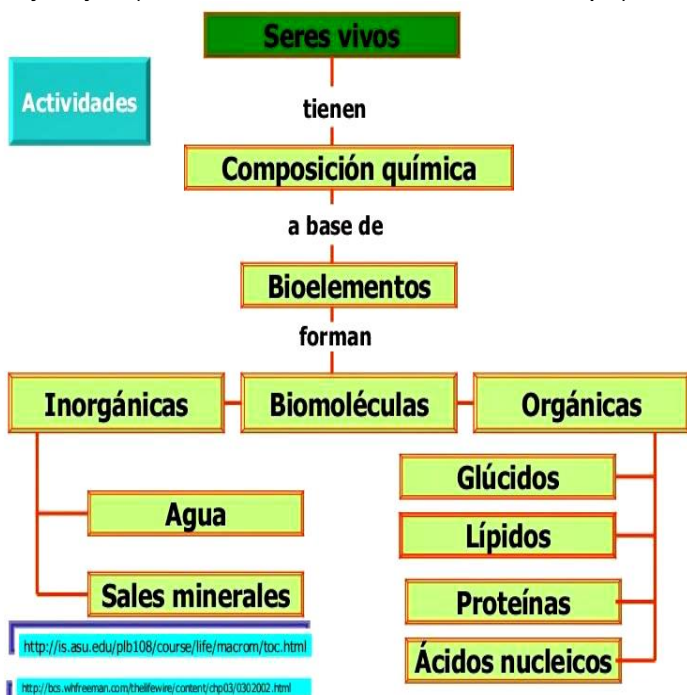 Seres vivos
Actividades
tienen
Composición química
a base de
Bioelementos
forman
Inorgánicas
Biomoléculas
Orgánicas
Agua
Sales minerales
Glúcidos
Lípidos
Proteínas
Ácidos nucleicos
http://is.asu.edu/plb108/course/life/macrom/toc.html
http://bcs.whfreeman.com/thelifewire/content/chp03/0302002.html